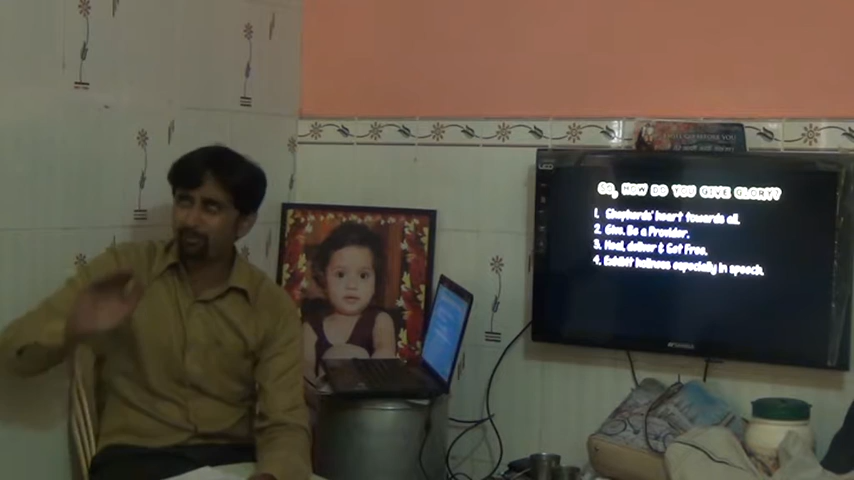 SO, HOW DO YOU GIVE GLORY?
1. Shepherds' heart towards all.
2. Give. Be a Provider.
3. Heal, deliver & Set Free.
4. Exhibit holiness especially in speech.
LED